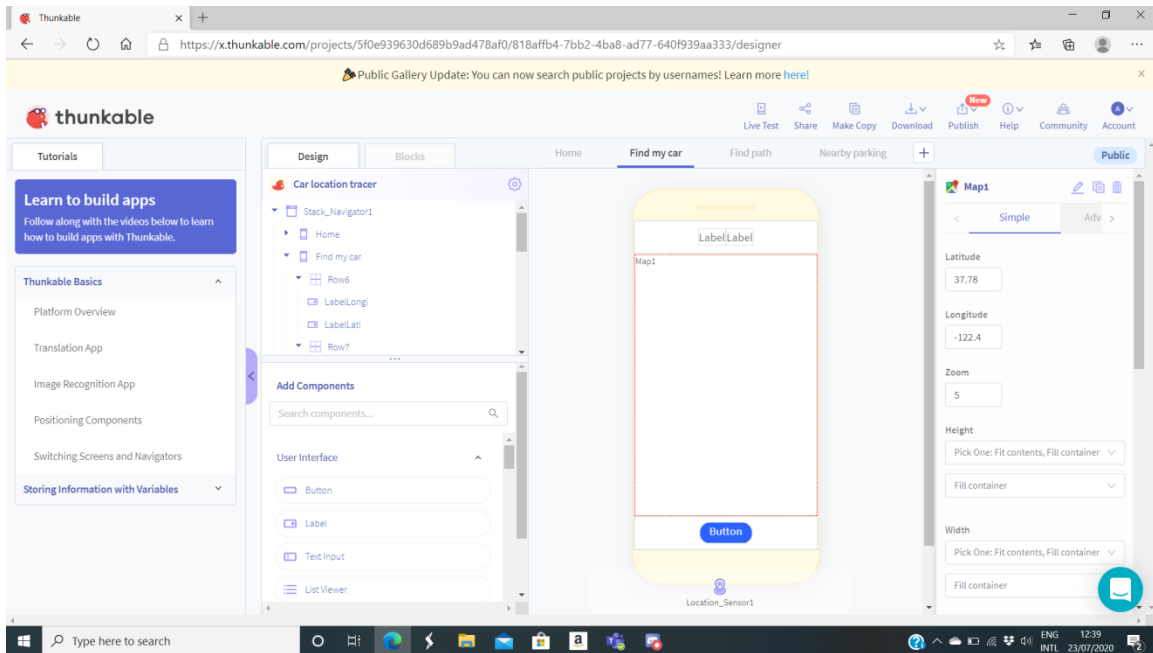 Thunkable
https://x.thunkable.com/projects/5f0e939630d689b9ad478af0/818affb4-7bb2-4ba8-ad77-640f939aa333/designer
Public Gallery Update: You can now search public projects by usernames! Learn more here!
thunkable
Live Test
Share
Make Copy
Download
New
Publish
Help
Community
A
Account
Tutorials
Design
Blocks
Home
Find my car
Find path
Nearby parking
Public
Learn to build apps
Follow along with the videos below to learn
how to build apps with Thunkable.
Thunkable Basics
Platform Overview
Translation App
Image Recognition App
Positioning Components
Switching Screens and Navigators
Storing Information with Variables
Car location tracer
Stack_Navigator1
Home
Find my car
Row6
LabelLongi
LabelLati
Row7
Add Components
Search components...
User Interface
Button
Label
Text Input
List Viewer
Label Label
Map1
Button
Location_Sensor1
Map1
Simple
Adv
Latitude
37.78
Longitude
-122.4
Zoom
5
Height
Pick One: Fit contents, Fill container
Fill container
Width
Pick One: Fit contents, Fill container
Fill container
Type here to search
ENG
INTL
12:39
23/07/2020